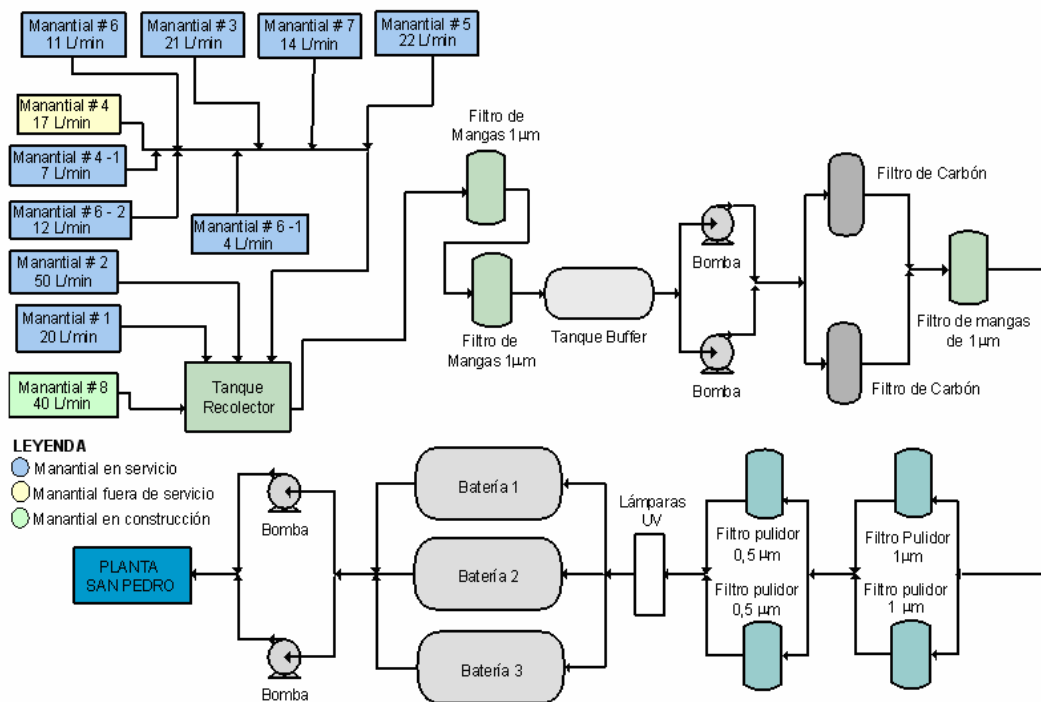 Manantial # 6
11 L/min
Manantial # 3
21 L/min
Manantial # 7
14 L/min
Manantial # 5
22 L/min
Manantial # 4
17 L/min
Manantial # 4 -1
7 L/min
Manantial # 6 - 2
12 L/min
Manantial # 6 -1
4 L/min
Manantial # 2
50 L/min
Manantial # 1
20 L/min
Manantial # 8
40 L/min
Tanque
Recolector
Filtro de
Mangas 1µm
Filtro de
Mangas 1µm
Tanque Buffer
Bomba
Bomba
Filtro de Carbón
Filtro de Carbón
Filtro de mangas
de 1µm
LEYENDA
Manantial en servicio
Manantial fuera de servicio
Manantial en construcción
PLANTA
SAN PEDRO
Bomba
Bomba
Batería 1
Batería 2
Batería 3
Lámparas
UV
Filtro pulidor
0,5 µm
Filtro pulidor
0,5 µm
Filtro Pulidor
1µm
Filtro pulidor
1 µm